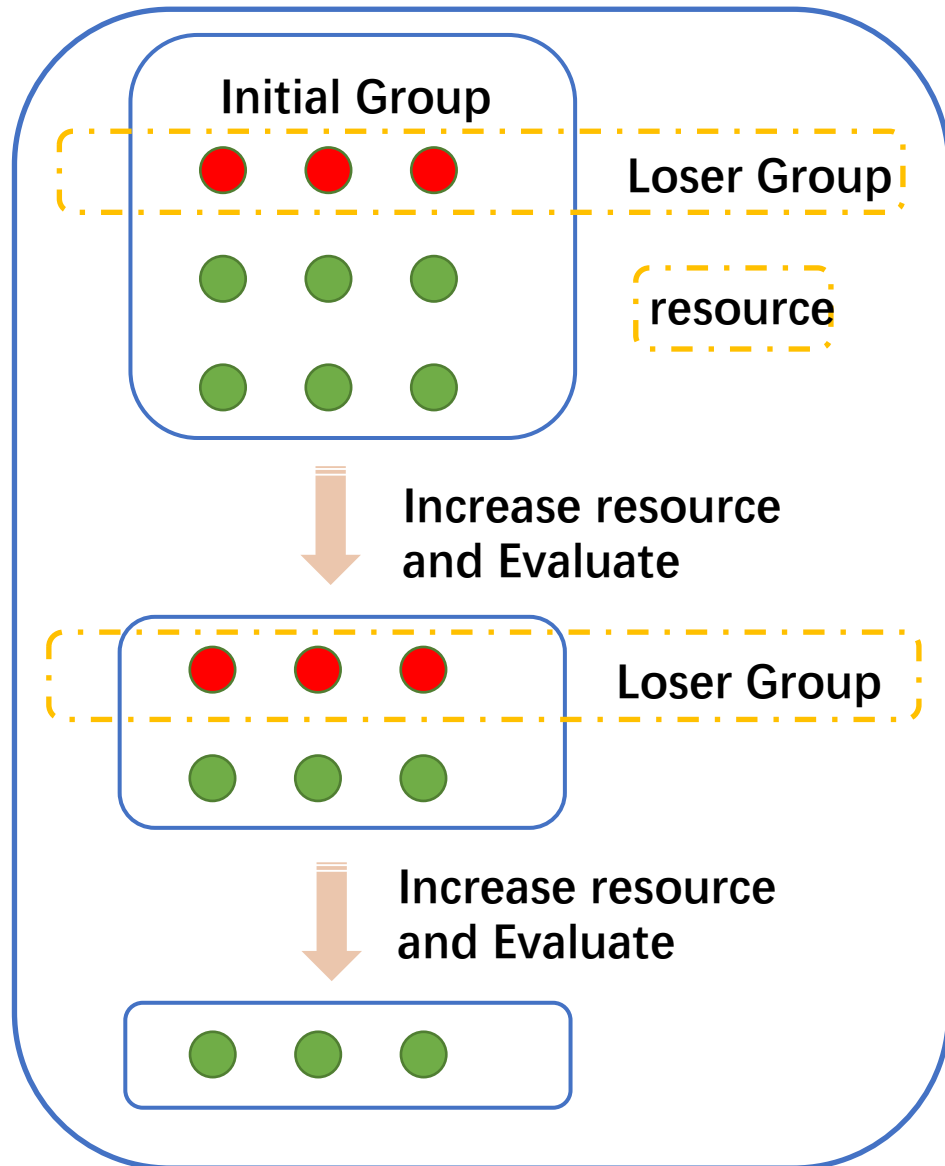 Initial Group
Loser Group
resource
Increase resource
and Evaluate
Loser Group
Increase resource
and Evaluate